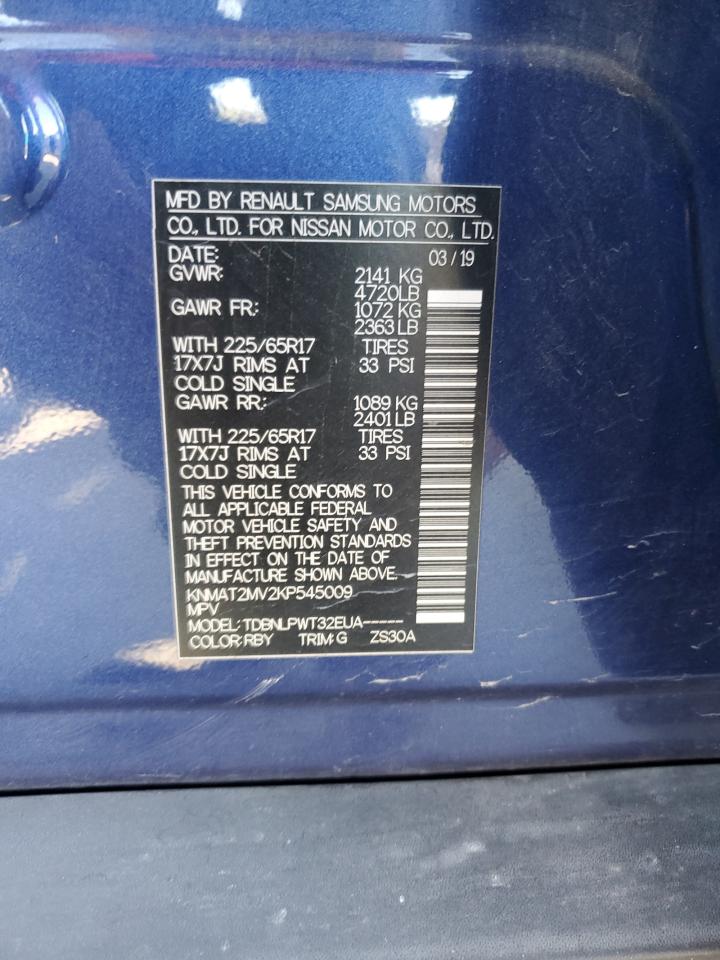 MFD BY RENAULT SAMSUNG MOTORS
CO., LTD. FOR NISSAN MOTOR CO., LTD.
DATE: 03/19
GVWR: 2141 KG
4720LB
GAWR FR: 1072 KG
2363LB
WITH 225/65R17 TIRES
17X7J RIMS AT 33 PSI
COLD SINGLE
GAWR RR: 1089 KG
2401LB
WITH 225/65R17 TIRES
17X7J RIMS AT 33 PSI
COLD SINGLE
THIS VEHICLE CONFORMS TO
ALL APPLICABLE FEDERAL
MOTOR VEHICLE SAFETY AND
THEFT PREVENTION STANDARDS
IN EFFECT ON THE DATE OF
MANUFACTURE SHOWN ABOVE.
KNMAT2MV2KP545009
MPV
MODEL: TDBNLPWT32EUA-----
COLOR:RBY TRIM:G ZS30A